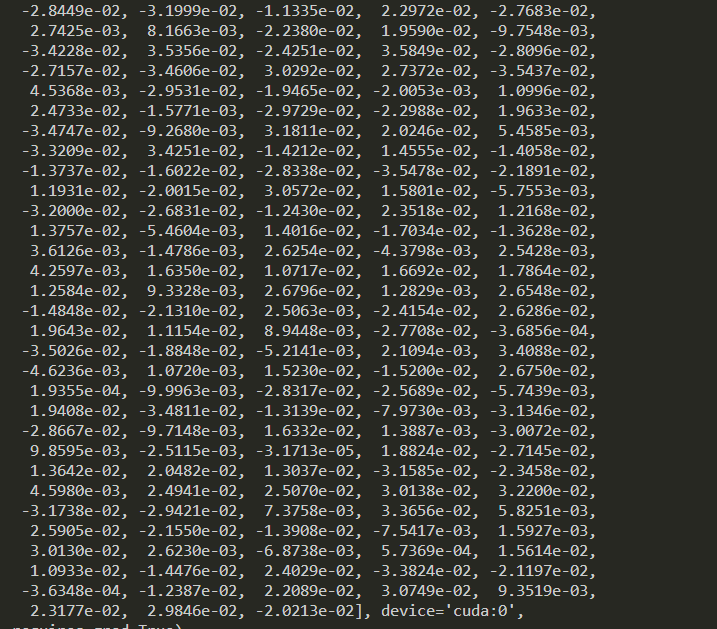 -2.8449e-02, -3.1999e-02, -1.1335e-02,  2.2972e-02, -2.7683e-02,
 2.7425e-03,  8.1663e-03, -2.2380e-02,  1.9590e-02, -9.7548e-03,
-3.4228e-02,  3.5356e-02, -2.4251e-02,  3.5849e-02, -2.8096e-02,
-2.7157e-02, -3.4606e-02,  3.0292e-02,  2.7372e-02, -3.5437e-02,
 4.5368e-03, -2.9531e-02, -1.9465e-02, -2.0053e-03,  1.0996e-02,
 2.4733e-02, -1.5771e-03, -2.9729e-02, -2.2988e-02,  1.9633e-02,
-3.4747e-02, -9.2680e-03,  3.1811e-02,  2.0246e-02,  5.4585e-03,
-3.3209e-02,  3.4251e-02, -1.4212e-02,  1.4555e-02, -1.4058e-02,
-1.3737e-02, -1.6022e-02, -2.8338e-02, -3.5478e-02, -2.1891e-02,
 1.1931e-02, -2.0015e-02,  3.0572e-02,  1.5801e-02, -5.7553e-03,
-3.2000e-02, -2.6831e-02, -1.2430e-02,  2.3518e-02,  1.2168e-02,
 1.3757e-02, -5.4604e-03,  1.4016e-02, -1.7034e-02, -1.3628e-02,
 3.6126e-03, -1.4786e-03,  2.6254e-02, -4.3798e-03,  2.5428e-03,
 4.2597e-03,  1.6350e-02,  1.0717e-02,  1.6692e-02,  1.7864e-02,
 1.2584e-02,  9.3328e-03,  2.6796e-02,  1.2829e-03,  2.6548e-02,
-1.4848e-02, -2.1310e-02,  2.5063e-03, -2.4154e-02,  2.6286e-02,
 1.9643e-02,  1.1154e-02,  8.9448e-03, -2.7708e-02, -3.6856e-04,
-3.5026e-02, -1.8848e-02, -5.2141e-03,  2.1094e-03,  3.4088e-02,
-4.6236e-03,  1.0720e-03,  1.5230e-02, -1.5200e-02,  2.6750e-02,
 1.9355e-04, -9.9963e-03, -2.8317e-02, -2.5689e-02, -5.7439e-03,
 1.9408e-02, -3.4811e-02, -1.3139e-02, -7.9730e-03, -3.1346e-02,
-2.8667e-02, -9.7148e-03,  1.6332e-02,  1.3887e-03, -3.0072e-02,
 9.8595e-03, -2.5115e-03, -3.1713e-05,  1.8824e-02, -2.7145e-02,
 1.3642e-02,  2.0482e-02,  1.3037e-02, -3.1585e-02, -2.3458e-02,
 4.5980e-03,  2.4941e-02,  2.5070e-02,  3.0138e-02,  3.2200e-02,
-3.1738e-02, -2.9421e-02,  7.3758e-03,  3.3656e-02,  5.8251e-03,
 2.5905e-02, -2.1550e-02, -1.3908e-02, -7.5417e-03,  1.5927e-03,
 3.0130e-02,  2.6230e-03, -6.8738e-03,  5.7369e-04,  1.5614e-02,
 1.0933e-02, -1.4476e-02,  2.4029e-02, -3.3824e-02, -2.1197e-02,
-3.6348e-04, -1.2387e-02,  2.2089e-02,  3.0749e-02,  9.3519e-03,
 2.3177e-02,  2.9846e-02, -2.0213e-02], device='cuda:0',
requires_grad=True)